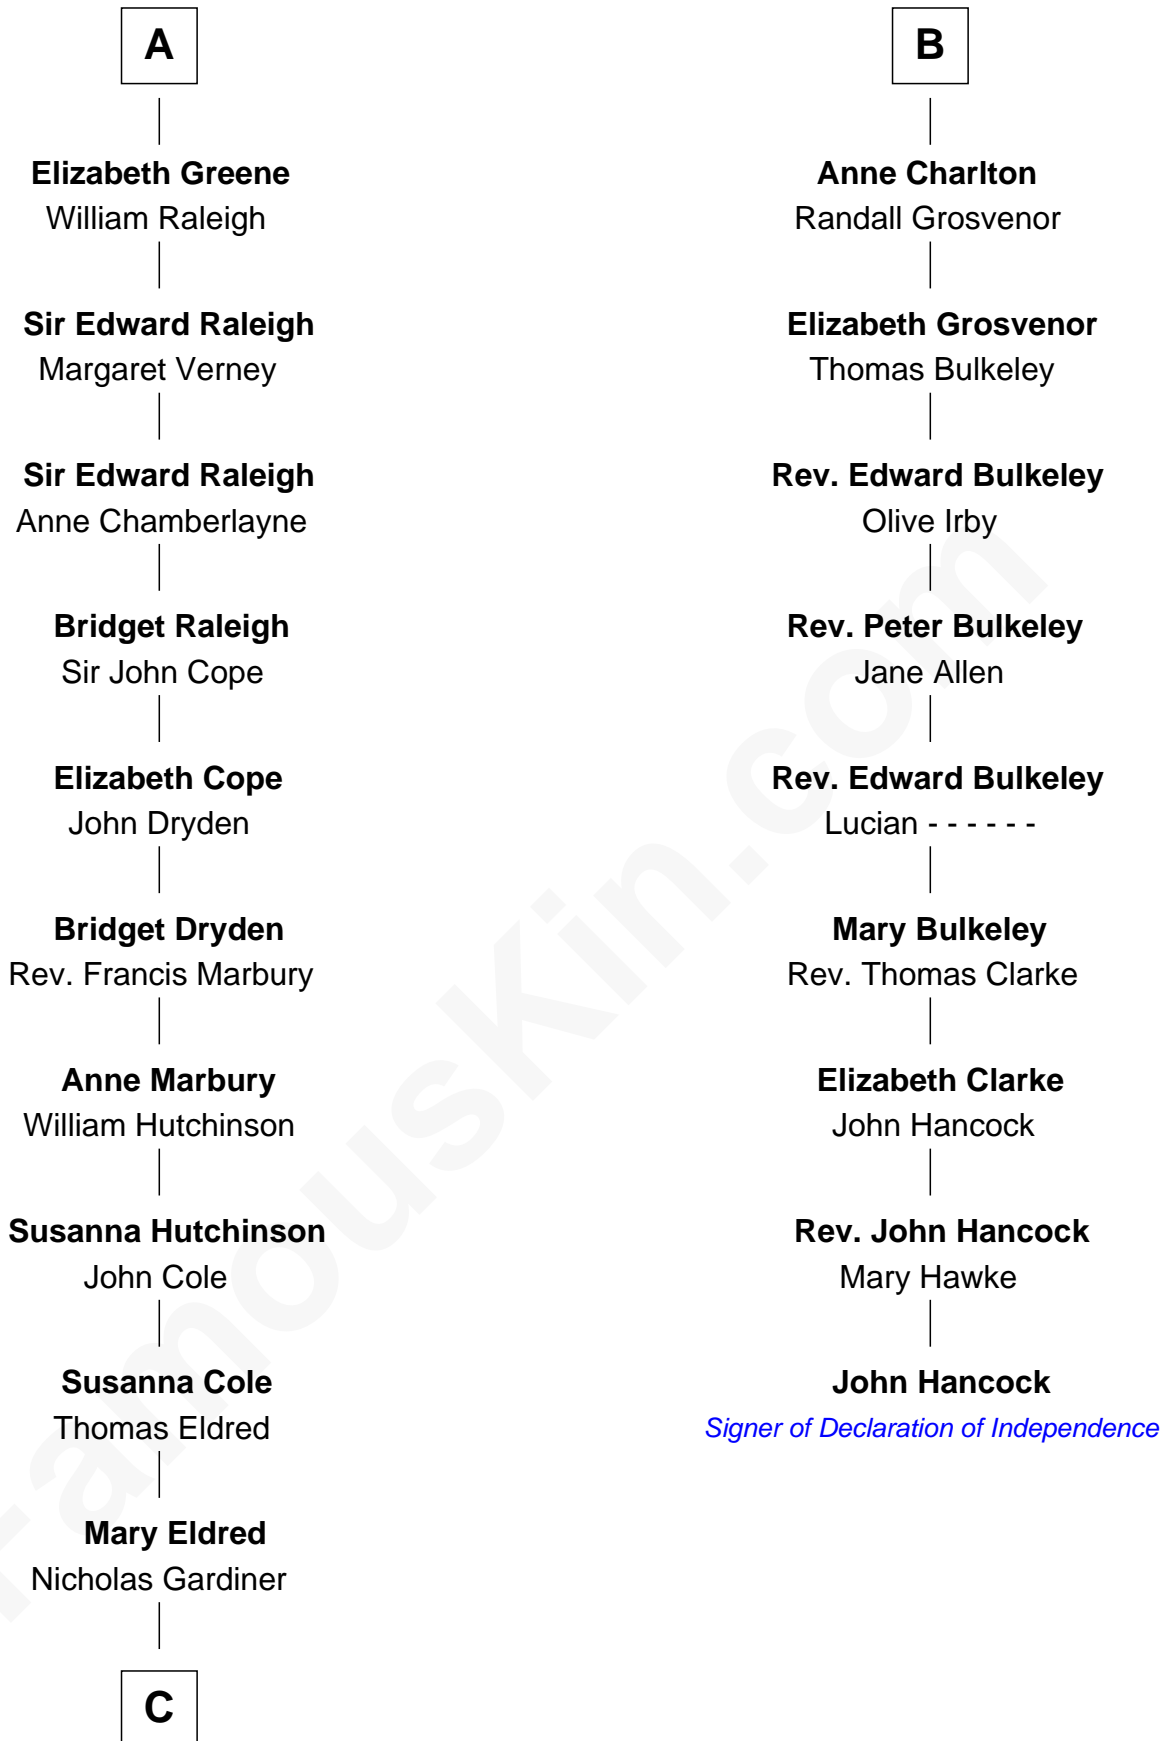 A
Elizabeth Greene
William Raleigh
Sir Edward Raleigh
Margaret Verney
Sir Edward Raleigh
Anne Chamberlayne
Bridget Raleigh
Sir John Cope
Elizabeth Cope
John Dryden
Bridget Dryden
Rev. Francis Marbury
Anne Marbury
William Hutchinson
Susanna Hutchinson
John Cole
Susanna Cole
Thomas Eldred
Mary Eldred
Nicholas Gardiner
C
B
Anne Charlton
Randall Grosvenor
Elizabeth Grosvenor
Thomas Bulkeley
Rev. Edward Bulkeley
Olive Irby
Rev. Peter Bulkeley
Jane Allen
Rev. Edward Bulkeley
Lucian - - - - - -
Mary Bulkeley
Rev. Thomas Clarke
Elizabeth Clarke
John Hancock
Rev. John Hancock
Mary Hawke
John Hancock
Signer of Declaration of Independence
FamousKin.com